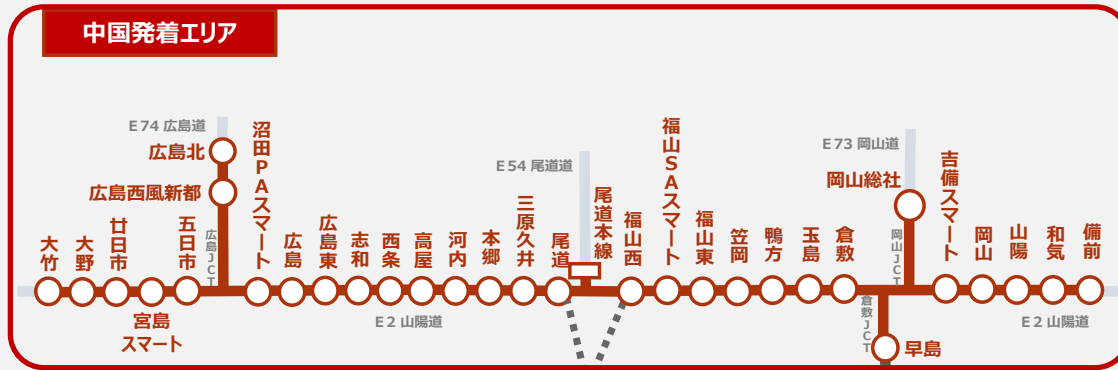 中国発着エリア
E74 広島道
広島北
広島西風新都
広島JCT
大竹
大野
廿日市
宮島
スマート
五日市
沼田PAスマート
広島
広島東
志和
西条
高屋
河内
本郷
三原久井
尾道
E54 尾道道
尾道本線
福山西
福山SAスマート
福山東
笠岡
鴨方
玉島
倉敷
E73 岡山道
岡山総社
岡山JCT
倉敷JCT
早島
吉備スマート
岡山
山陽
和気
備前
E2 山陽道
E2 山陽道